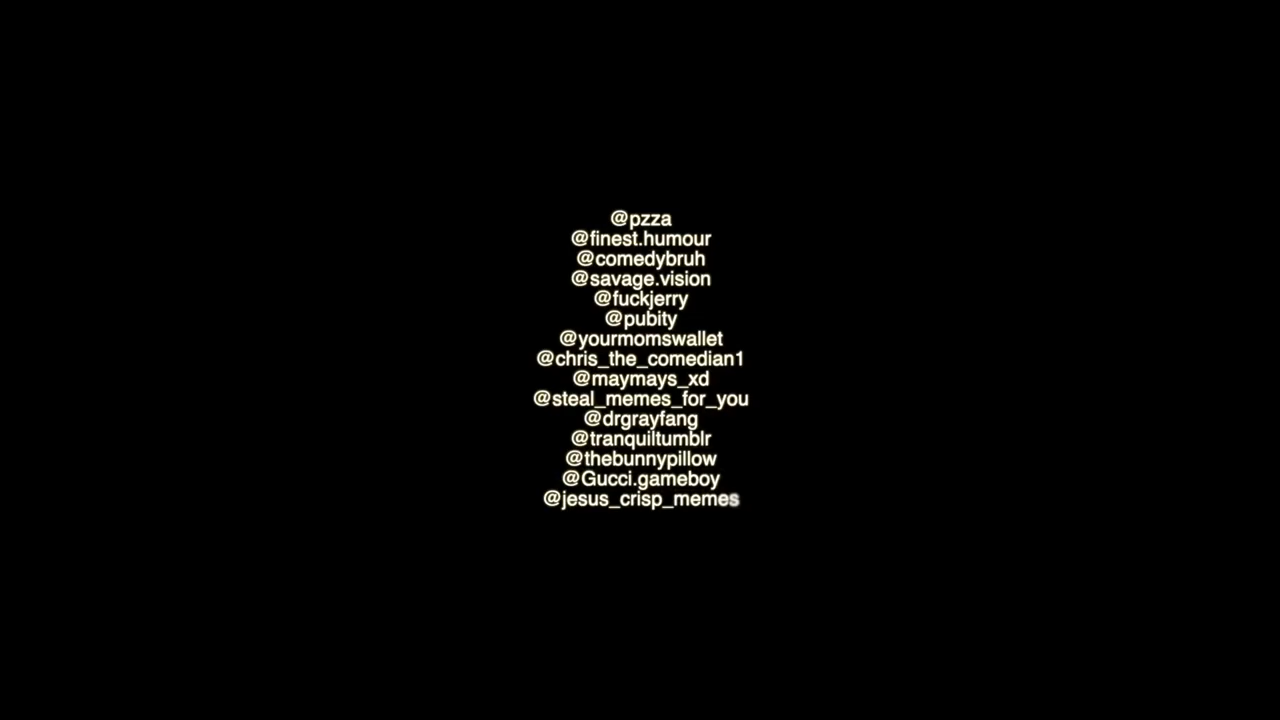 @pzza
@finest.humour
@comedybruh
@savage.vision
@fuckjerry
@pubity
@yourmomswallet
@chris_the_comedian1
@maymays_xd
@steal_memes_for_you
@drgrayfang
@tranquiltumblr
@thebunnypillow
@Gucci.gameboy
@jesus_crisp_memes